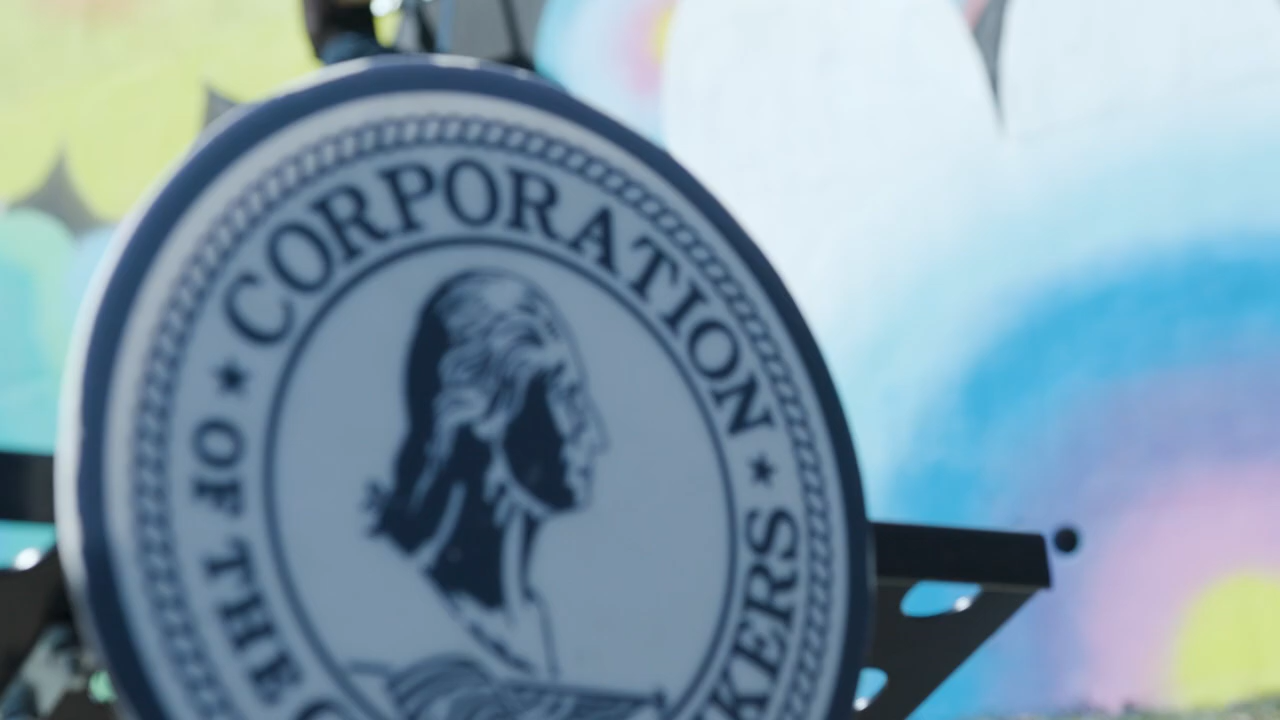 ★ CORPORATION ★
OF THE
KERS